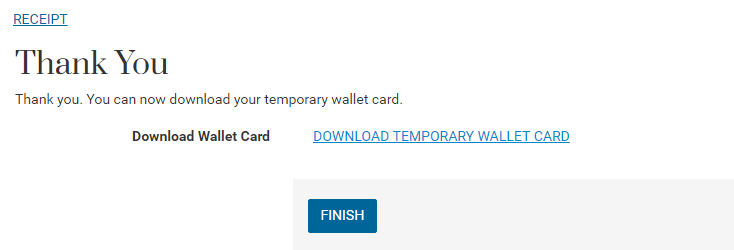 RECEIPT
Thank You
Thank you. You can now download your temporary wallet card.
Download Wallet Card DOWNLOAD TEMPORARY WALLET CARD
FINISH